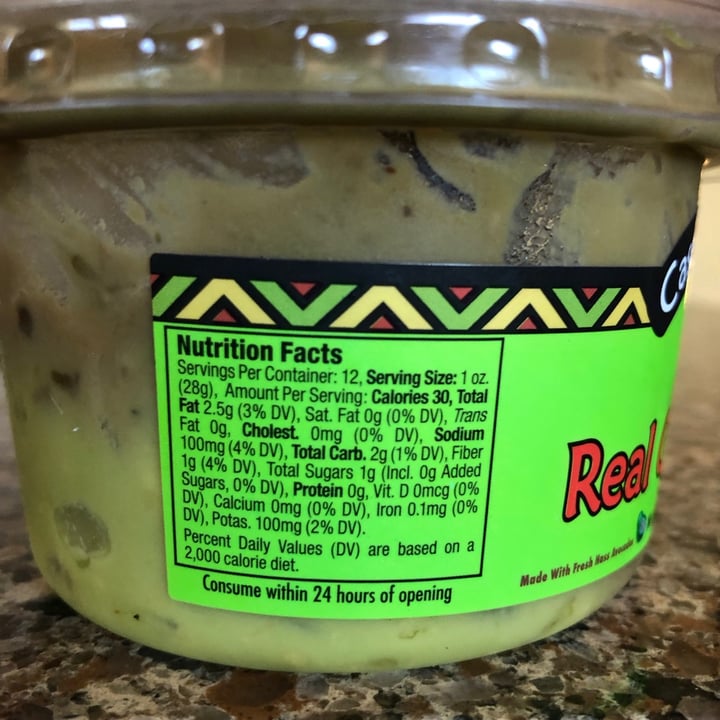 Nutrition Facts
Servings Per Container: 12, Serving Size: 1 oz.
(28g), Amount Per Serving: Calories 30, Total
Fat 2.5g (3% DV), Sat. Fat 0g (0% DV), Trans
Fat 0g, Cholest. 0mg (0% DV), Sodium
100mg (4% DV), Total Carb. 2g (1% DV), Fiber
1g (4% DV), Total Sugars 1g (Incl. 0g Added
Sugars, 0% DV), Protein 0g, Vit. D 0mcg (0%
DV), Calcium 0mg (0% DV), Iron 0.1mg (0%
DV), Potas. 100mg (2% DV).
Percent Daily Values (DV) are based on a
2,000 calorie diet.
Consume within 24 hours of opening
Real
Made With Fresh Hass Avocados